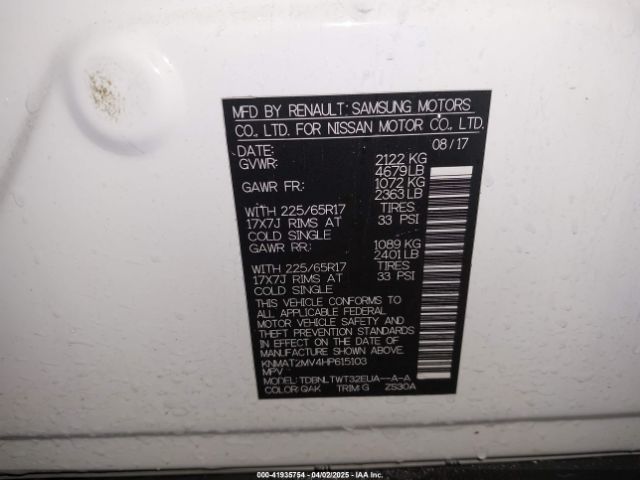 MFD BY RENAULT: SAMSUNG MOTORS
CO., LTD. FOR NISSAN MOTOR CO., LTD.
DATE: 08/17
GVWR: 2122 KG
4679 LB
GAWR FR: 1072 KG
2363 LB
WITH 225/65R17 TIRES
17X7J RIMS AT 33 PSI
COLD SINGLE
GAWR RR: 1089 KG
2401 LB
WITH 225/65R17 TIRES
17X7J RIMS AT 33 PSI
COLD SINGLE
THIS VEHICLE CONFORMS TO
ALL APPLICABLE FEDERAL
MOTOR VEHICLE SAFETY AND
THEFT PREVENTION STANDARDS
IN EFFECT ON THE DATE OF
MANUFACTURE SHOWN ABOVE.
KNMAT2MV4HP615103
MPV
MODEL: TDBNLTWT32EUA--A-A
COLOR: QAK TRIM: G ZS30A
000-41935754 - 04/02/2025 - IAA Inc.